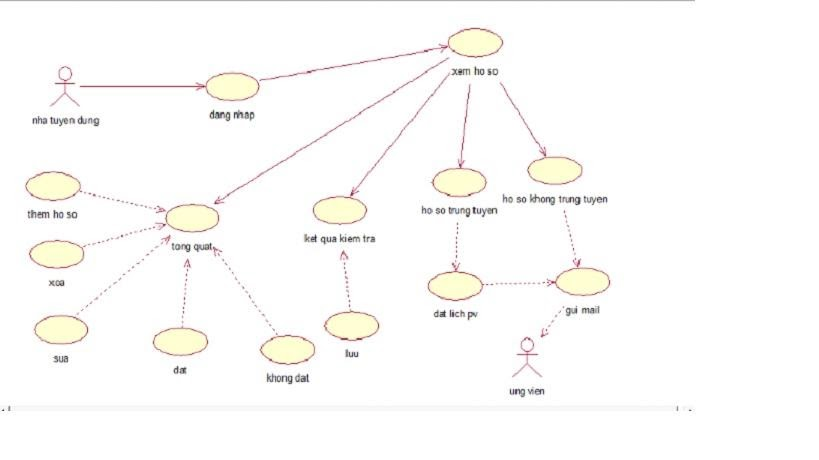 xem ho so
nha tuyen dung
dang nhap
them ho so
tong quat
ket qua kiem tra
ho so trung tuyen
ho so khong trung tuyen
xoa
sua
dat
khong dat
luu
dat lich pv
gui mail
ung vien